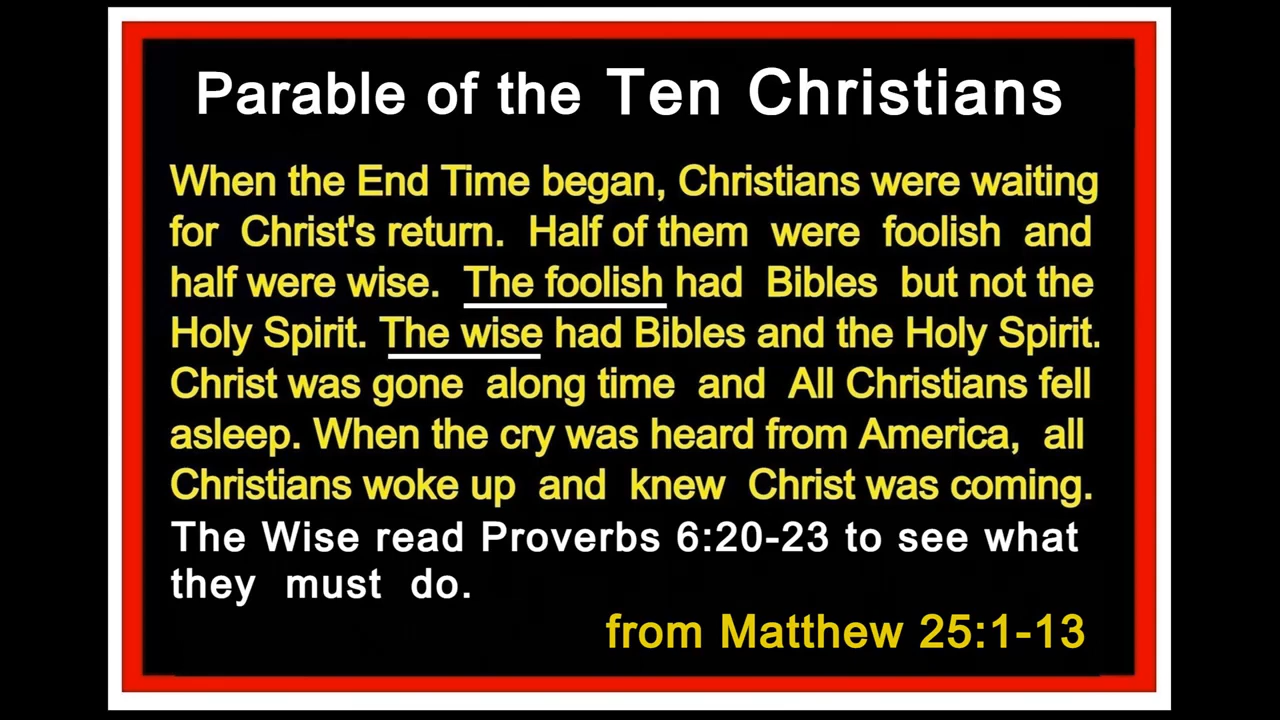 Parable of the Ten Christians
When the End Time began, Christians were waiting
for Christ's return. Half of them were foolish and
half were wise. The foolish had Bibles but not the
Holy Spirit. The wise had Bibles and the Holy Spirit.
Christ was gone along time and All Christians fell
asleep. When the cry was heard from America, all
Christians woke up and knew Christ was coming.
The Wise read Proverbs 6:20-23 to see what
they must do.
from Matthew 25:1-13